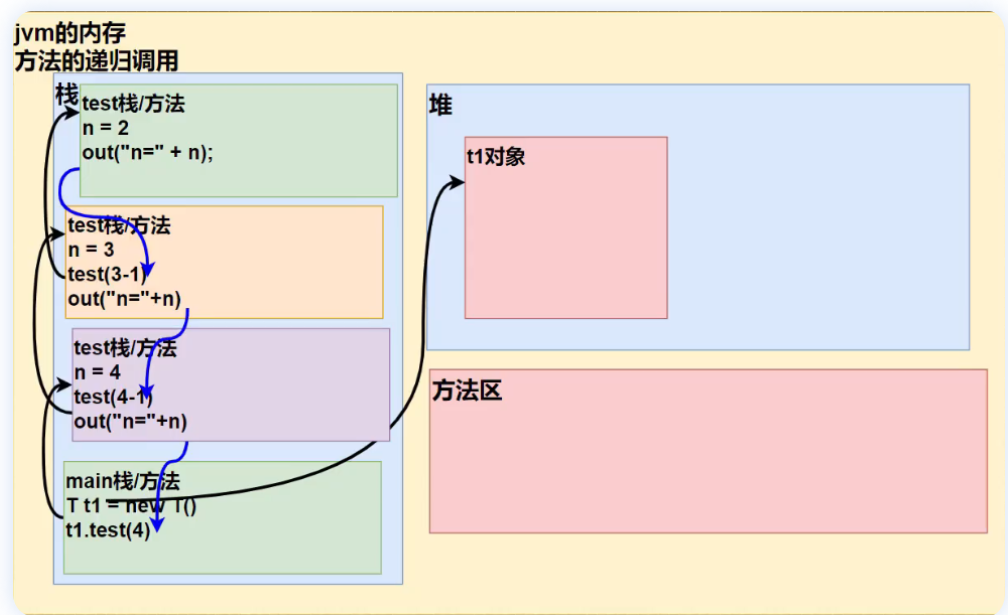 jvm的内存
方法的递归调用
栈
test栈/方法
n = 2
out("n=" + n);
test栈/方法
n = 3
test(3-1)
out("n="+n)
test栈/方法
n = 4
test(4-1)
out("n="+n)
main栈/方法
T t1 = new T()
t1.test(4)
堆
t1对象
方法区